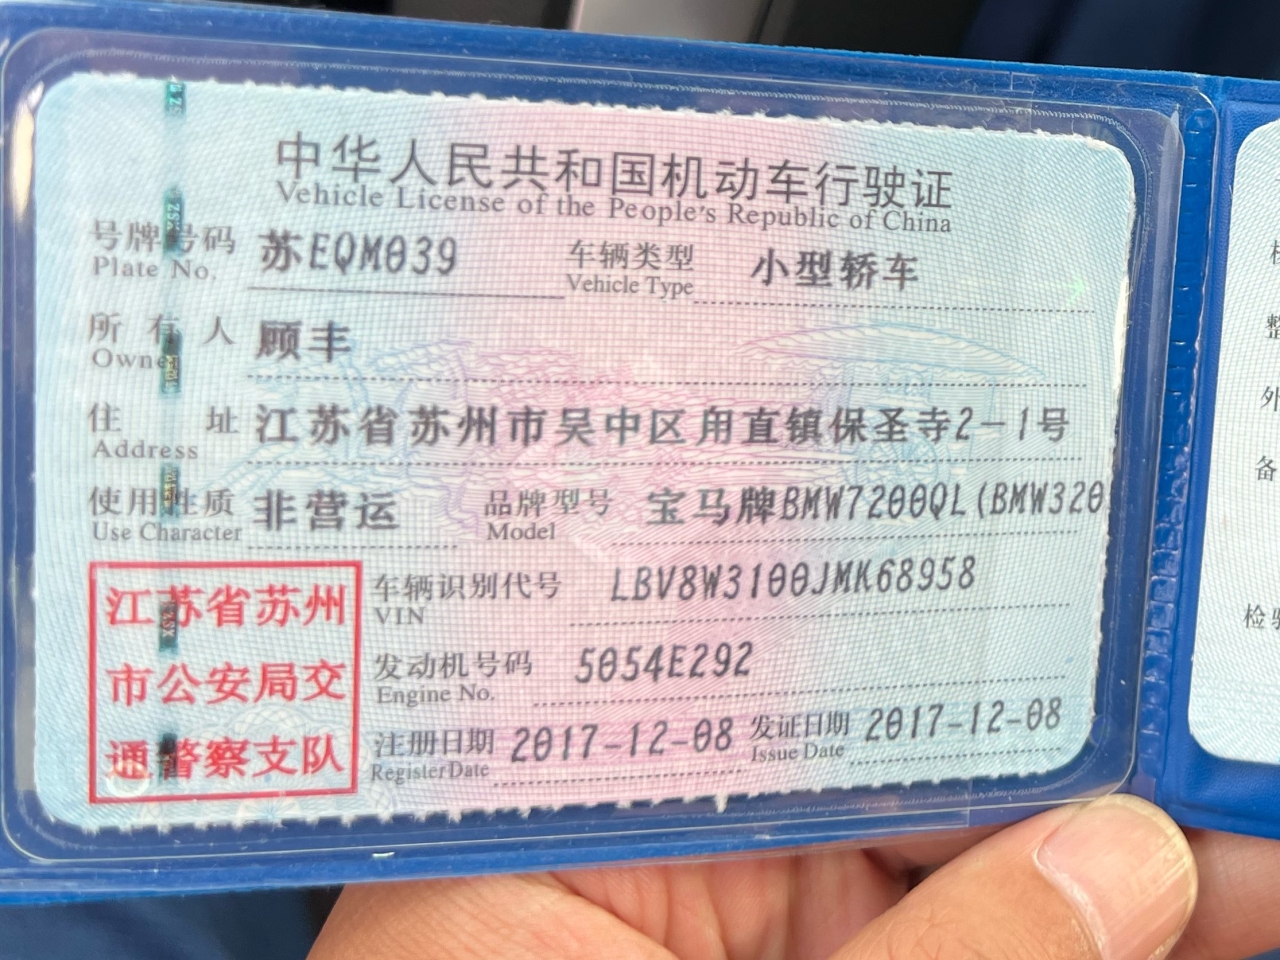 中华人民共和国机动车行驶证
Vehicle License of the People's Republic of China
号牌号码 苏EQM039 车辆类型 小型轿车
Plate No. Vehicle Type
所有人 顾丰
Owner
住址 江苏省苏州市吴中区甪直镇保圣寺2-1号
Address
使用性质 非营运 品牌型号 宝马牌BMW7200QL(BMW320
Use Character Model
江苏省苏州
市公安局交
通警察支队
车辆识别代号 LBV8W3100JMK68958
VIN
发动机号码 5054E292
Engine No.
注册日期 2017-12-08 发证日期 2017-12-08
Register Date Issue Date
整
外
备
检验